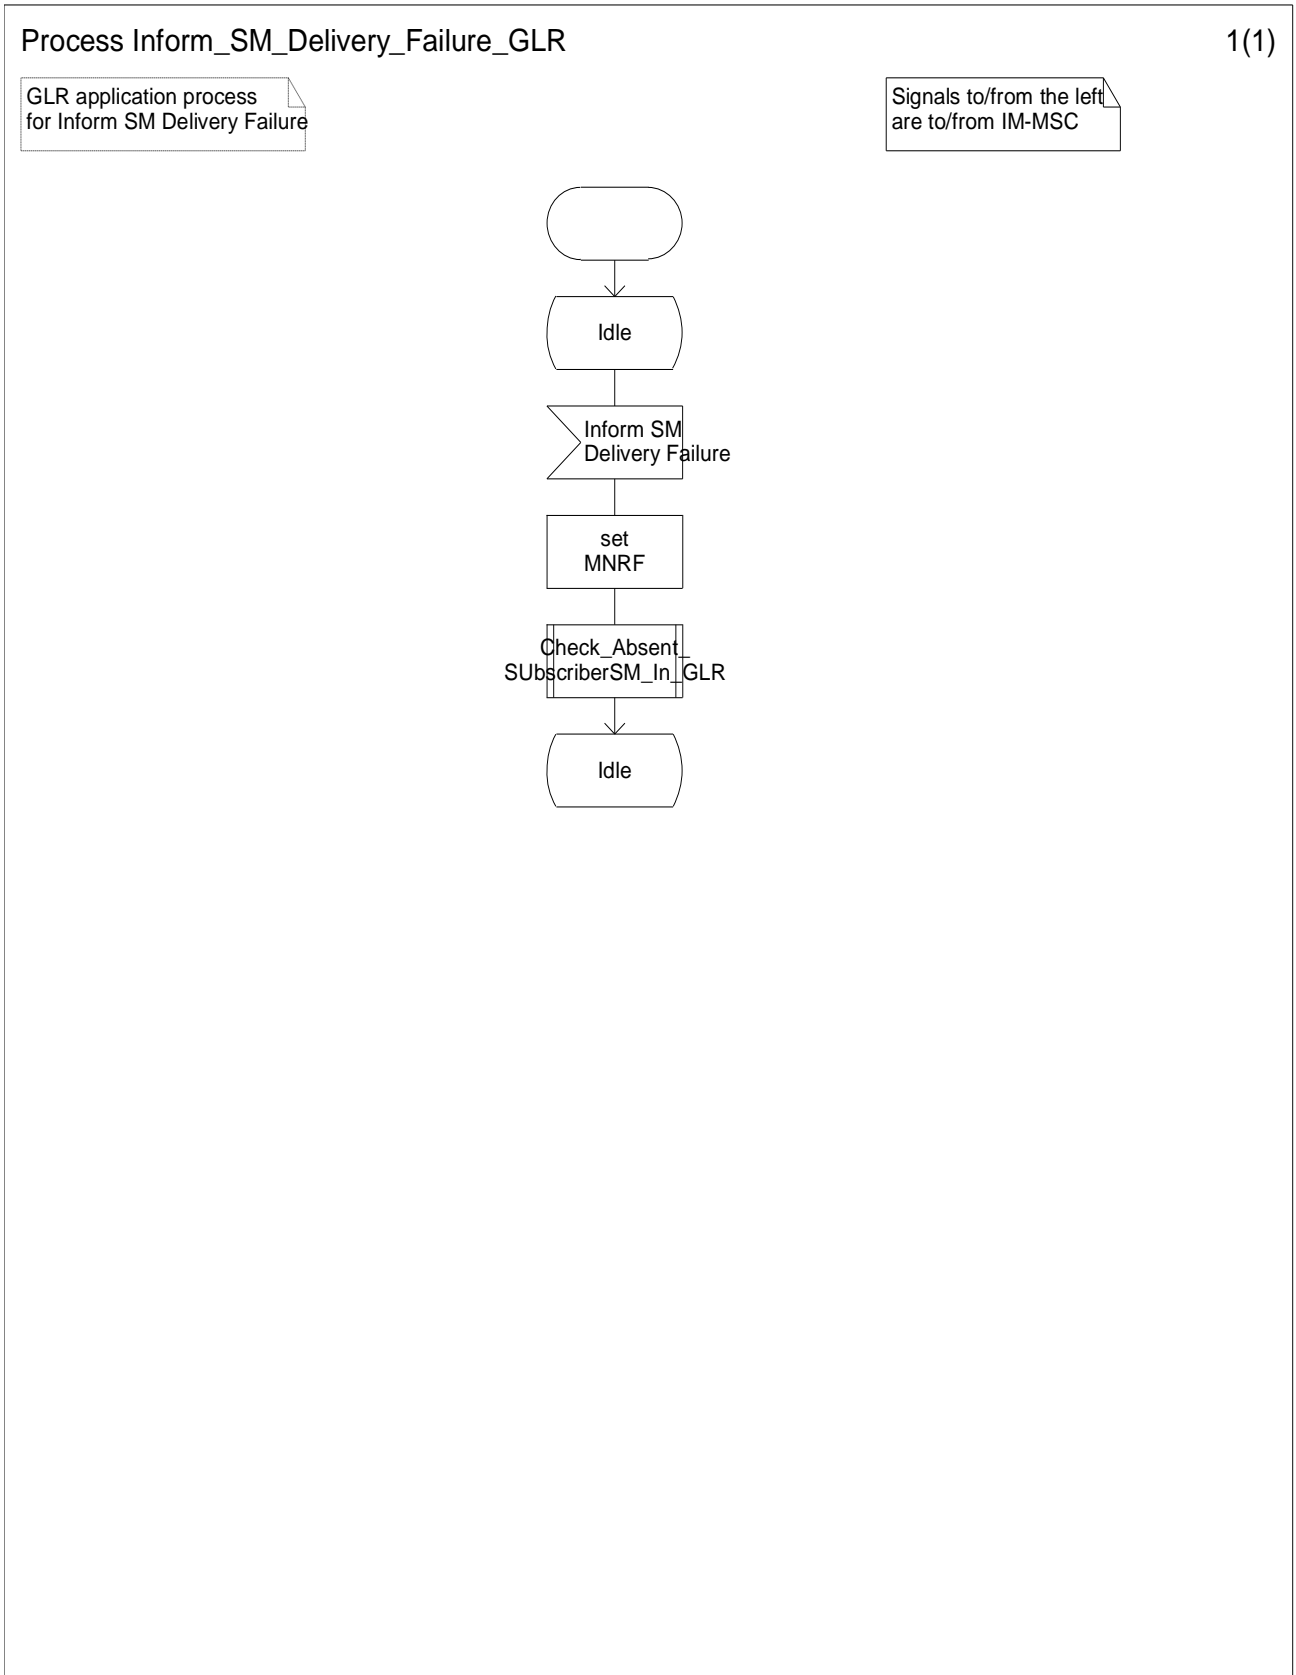 Process Inform_SM_Delivery_Failure_GLR
1(1)
GLR application process
for Inform SM Delivery Failure
Signals to/from the left
are to/from IM-MSC
Idle
Inform SM
Delivery Failure
set
MNRF
Check_Absent_
SUbscriberSM_In_GLR
Idle